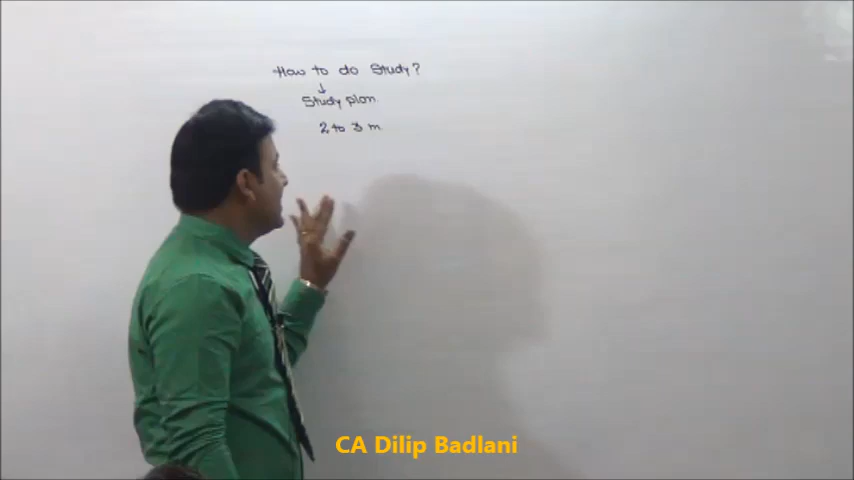 How to do Study?
↓
Study plan
2 to 3 m
CA Dilip Badlani